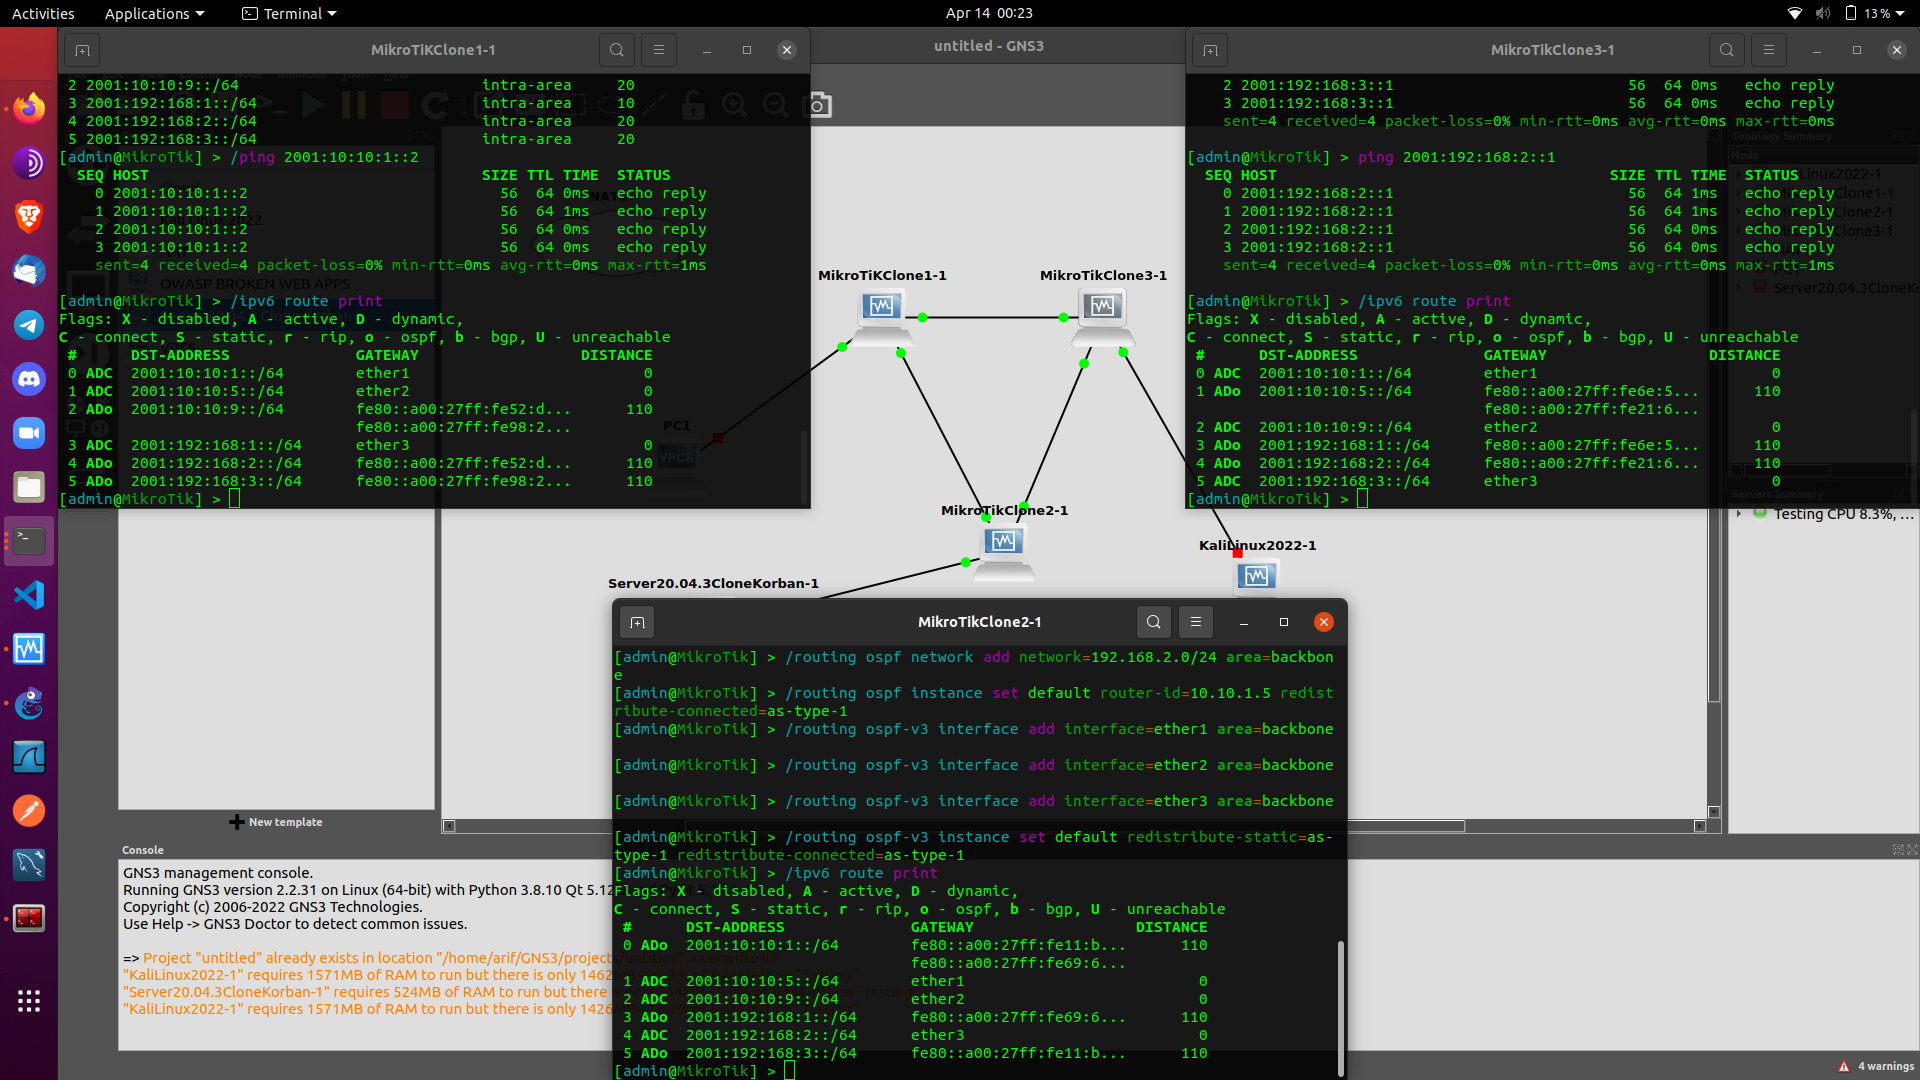 Activities
Applications
Terminal
Apr 14 00:23
13 %
MikroTiKClone1-1
2 2001:10:10:9::/64 intra-area 20
3 2001:192:168:1::/64 intra-area 10
4 2001:192:168:2::/64 intra-area 20
5 2001:192:168:3::/64 intra-area 20
[admin@MikroTik] > /ping 2001:10:10:1::2
SEQ HOST SIZE TTL TIME STATUS
0 2001:10:10:1::2 56 64 0ms echo reply
1 2001:10:10:1::2 56 64 1ms echo reply
2 2001:10:10:1::2 56 64 0ms echo reply
3 2001:10:10:1::2 56 64 0ms echo reply
sent=4 received=4 packet-loss=0% min-rtt=0ms avg-rtt=0ms max-rtt=1ms
[admin@MikroTik] > /ipv6 route print
Flags: X - disabled, A - active, D - dynamic,
C - connect, S - static, r - rip, o - ospf, b - bgp, U - unreachable
# DST-ADDRESS GATEWAY DISTANCE
0 ADC 2001:10:10:1::/64 ether1 0
1 ADC 2001:10:10:5::/64 ether2 0
2 ADo 2001:10:10:9::/64 fe80::a00:27ff:fe52:d... 110
fe80::a00:27ff:fe98:2...
3 ADC 2001:192:168:1::/64 ether3 0
4 ADo 2001:192:168:2::/64 fe80::a00:27ff:fe52:d... 110
5 ADo 2001:192:168:3::/64 fe80::a00:27ff:fe98:2... 110
[admin@MikroTik] >
Kali Linux 2022
OWASP BROKEN WEB APPS
untitled - GNS3
MikroTikClone3-1
2 2001:192:168:3::1 56 64 0ms echo reply
3 2001:192:168:3::1 56 64 0ms echo reply
sent=4 received=4 packet-loss=0% min-rtt=0ms avg-rtt=0ms max-rtt=0ms
[admin@MikroTik] > ping 2001:192:168:2::1
SEQ HOST SIZE TTL TIME STATUS
0 2001:192:168:2::1 56 64 0ms echo reply
1 2001:192:168:2::1 56 64 1ms echo reply
2 2001:192:168:2::1 56 64 0ms echo reply
3 2001:192:168:2::1 56 64 0ms echo reply
sent=4 received=4 packet-loss=0% min-rtt=0ms avg-rtt=0ms max-rtt=1ms
[admin@MikroTik] > /ipv6 route print
Flags: X - disabled, A - active, D - dynamic,
C - connect, S - static, r - rip, o - ospf, b - bgp, U - unreachable
# DST-ADDRESS GATEWAY DISTANCE
0 ADC 2001:10:10:1::/64 ether1 0
1 ADo 2001:10:10:5::/64 fe80::a00:27ff:fe6e:5... 110
fe80::a00:27ff:fe21:6...
2 ADC 2001:10:10:9::/64 ether2 0
3 ADo 2001:192:168:1::/64 fe80::a00:27ff:fe6e:5... 110
4 ADo 2001:192:168:2::/64 fe80::a00:27ff:fe21:6... 110
5 ADC 2001:192:168:3::/64 ether3 0
[admin@MikroTik] >
Topology Summary
Node
Servers Summary
Testing CPU 8.3%, ...
MikroTiKClone1-1
MikroTikClone3-1
PC1
VPCS
MikroTikClone2-1
KaliLinux2022-1
Server20.04.3CloneKorban-1
MikroTikClone2-1
[admin@MikroTik] > /routing ospf network add network=192.168.2.0/24 area=backbon
e
[admin@MikroTik] > /routing ospf instance set default router-id=10.10.1.5 redist
ribute-connected=as-type-1
[admin@MikroTik] > /routing ospf-v3 interface add interface=ether1 area=backbone
[admin@MikroTik] > /routing ospf-v3 interface add interface=ether2 area=backbone
[admin@MikroTik] > /routing ospf-v3 interface add interface=ether3 area=backbone
[admin@MikroTik] > /routing ospf-v3 instance set default redistribute-static=as-
type-1 redistribute-connected=as-type-1
[admin@MikroTik] > /ipv6 route print
Flags: X - disabled, A - active, D - dynamic,
C - connect, S - static, r - rip, o - ospf, b - bgp, U - unreachable
# DST-ADDRESS GATEWAY DISTANCE
0 ADo 2001:10:10:1::/64 fe80::a00:27ff:fe11:b... 110
fe80::a00:27ff:fe69:6...
1 ADC 2001:10:10:5::/64 ether1 0
2 ADC 2001:10:10:9::/64 ether2 0
3 ADo 2001:192:168:1::/64 fe80::a00:27ff:fe69:6... 110
4 ADC 2001:192:168:2::/64 ether3 0
5 ADo 2001:192:168:3::/64 fe80::a00:27ff:fe11:b... 110
[admin@MikroTik] >
New template
Console
GNS3 management console.
Running GNS3 version 2.2.31 on Linux (64-bit) with Python 3.8.10 Qt 5.12
Copyright (c) 2006-2022 GNS3 Technologies.
Use Help -> GNS3 Doctor to detect common issues.
=> Project "untitled" already exists in location "/home/arif/GNS3/projects/untitled", overwrite it?
"KaliLinux2022-1" requires 1571MB of RAM to run but there is only 1462
"Server20.04.3CloneKorban-1" requires 524MB of RAM to run but there is
"KaliLinux2022-1" requires 1571MB of RAM to run but there is only 1426
4 warnings